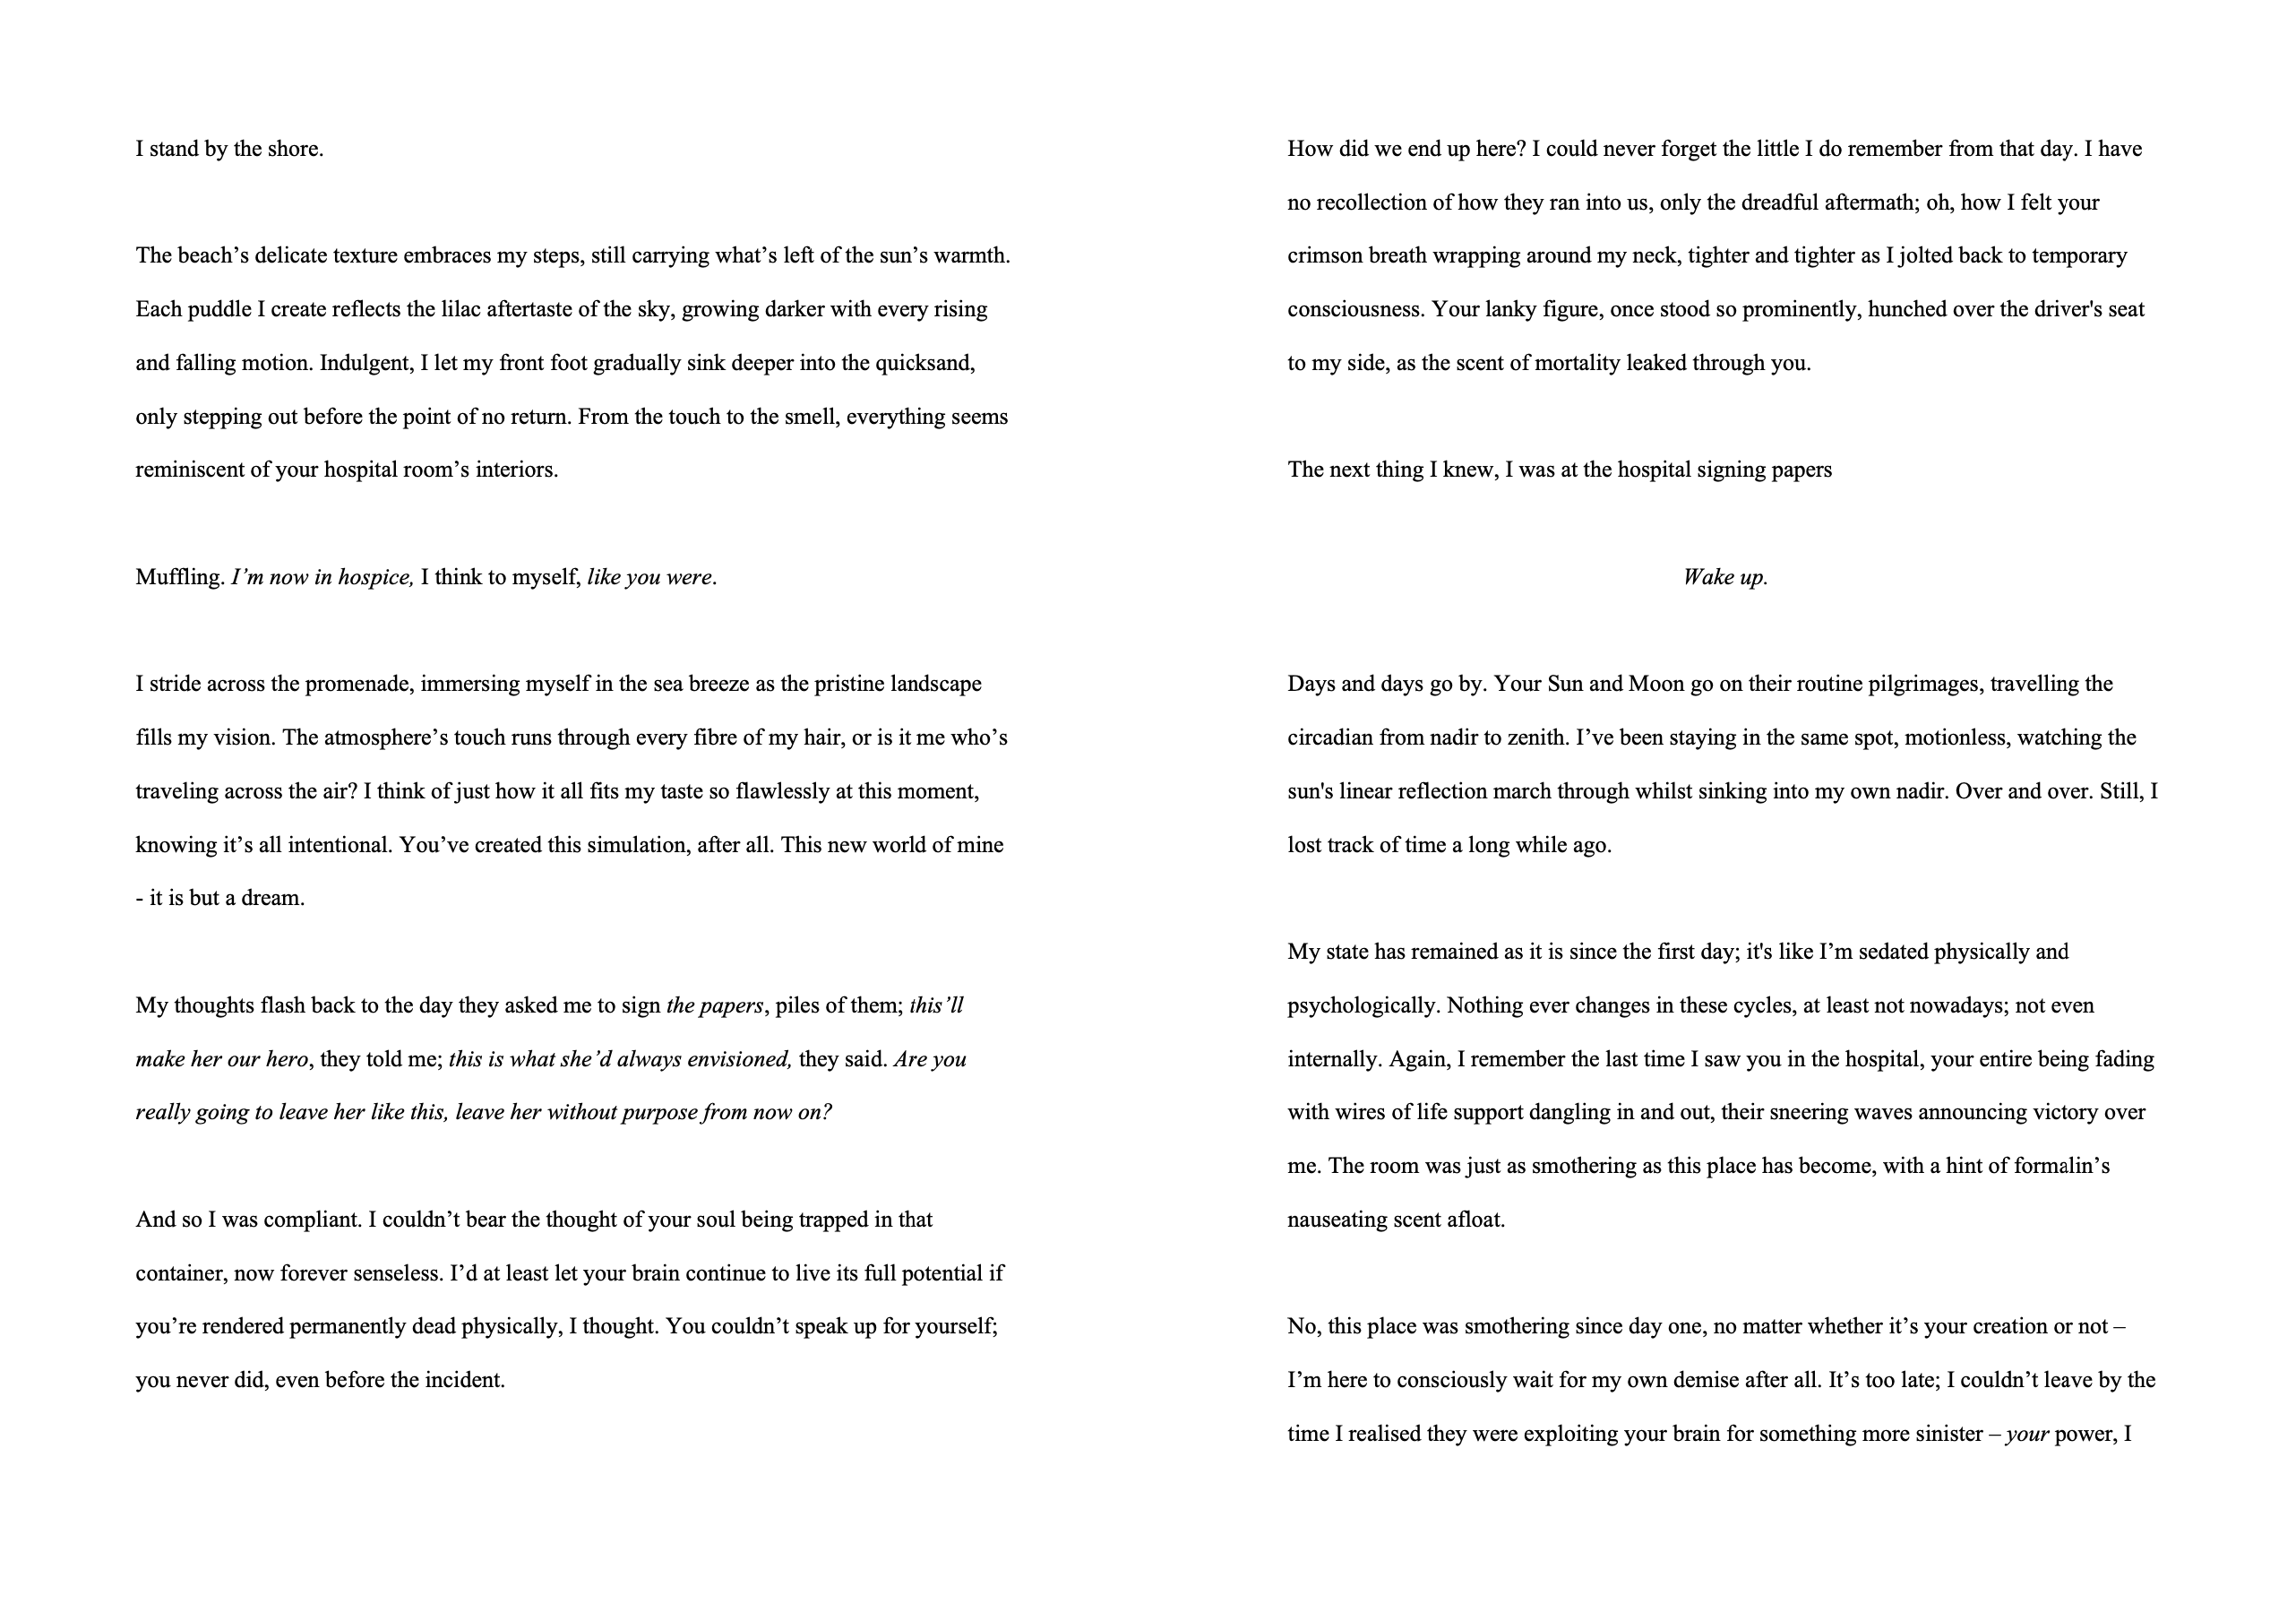 I stand by the shore.
The beach’s delicate texture embraces my steps, still carrying what’s left of the sun’s warmth.
Each puddle I create reflects the lilac aftertaste of the sky, growing darker with every rising
and falling motion. Indulgent, I let my front foot gradually sink deeper into the quicksand,
only stepping out before the point of no return. From the touch to the smell, everything seems
reminiscent of your hospital room’s interiors.
Muffling. I’m now in hospice, I think to myself, like you were.
I stride across the promenade, immersing myself in the sea breeze as the pristine landscape
fills my vision. The atmosphere’s touch runs through every fibre of my hair, or is it me who’s
traveling across the air? I think of just how it all fits my taste so flawlessly at this moment,
knowing it’s all intentional. You’ve created this simulation, after all. This new world of mine
- it is but a dream.
My thoughts flash back to the day they asked me to sign the papers, piles of them; this’ll
make her our hero, they told me; this is what she’d always envisioned, they said. Are you
really going to leave her like this, leave her without purpose from now on?
And so I was compliant. I couldn’t bear the thought of your soul being trapped in that
container, now forever senseless. I’d at least let your brain continue to live its full potential if
you’re rendered permanently dead physically, I thought. You couldn’t speak up for yourself;
you never did, even before the incident.
How did we end up here? I could never forget the little I do remember from that day. I have
no recollection of how they ran into us, only the dreadful aftermath; oh, how I felt your
crimson breath wrapping around my neck, tighter and tighter as I jolted back to temporary
consciousness. Your lanky figure, once stood so prominently, hunched over the driver's seat
to my side, as the scent of mortality leaked through you.
The next thing I knew, I was at the hospital signing papers
Wake up.
Days and days go by. Your Sun and Moon go on their routine pilgrimages, travelling the
circadian from nadir to zenith. I’ve been staying in the same spot, motionless, watching the
sun's linear reflection march through whilst sinking into my own nadir. Over and over. Still, I
lost track of time a long while ago.
My state has remained as it is since the first day; it's like I’m sedated physically and
psychologically. Nothing ever changes in these cycles, at least not nowadays; not even
internally. Again, I remember the last time I saw you in the hospital, your entire being fading
with wires of life support dangling in and out, their sneering waves announcing victory over
me. The room was just as smothering as this place has become, with a hint of formalin’s
nauseating scent afloat.
No, this place was smothering since day one, no matter whether it’s your creation or not –
I’m here to consciously wait for my own demise after all. It’s too late; I couldn’t leave by the
time I realised they were exploiting your brain for something more sinister – your power, I